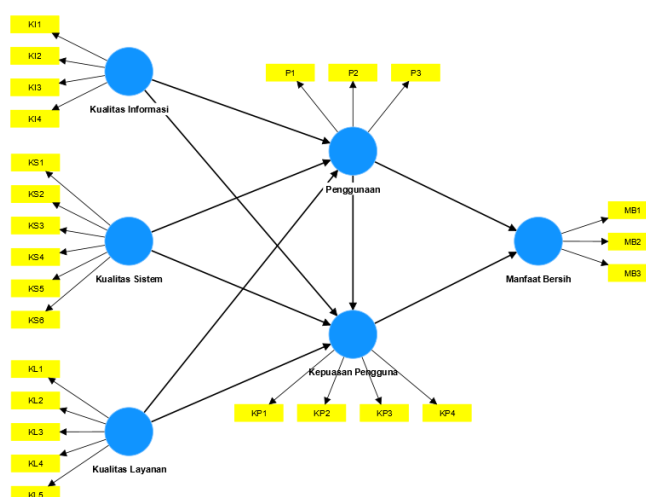 KI1
KI2
KI3
KI4
Kualitas Informasi
P1
P2
P3
Penggunaan
KS1
KS2
KS3
KS4
KS5
KS6
Kualitas Sistem
MB1
MB2
MB3
Manfaat Bersih
Kepuasan Pengguna
KP1
KP2
KP3
KP4
KL1
KL2
KL3
KL4
KL5
Kualitas Layanan